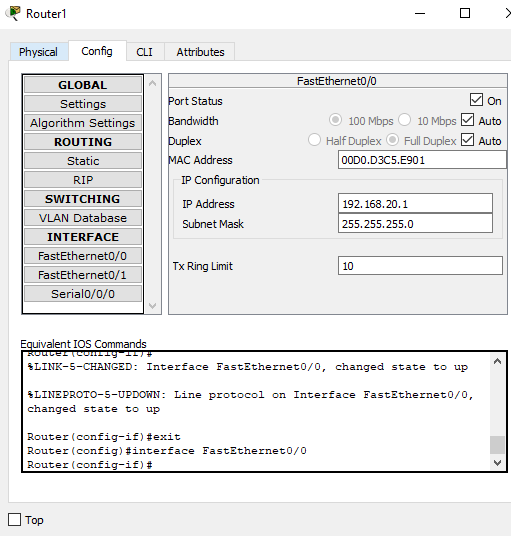 Router1
Physical Config CLI Attributes
GLOBAL
Settings
Algorithm Settings
ROUTING
Static
RIP
SWITCHING
VLAN Database
INTERFACE
FastEthernet0/0
FastEthernet0/1
Serial0/0/0
FastEthernet0/0
Port Status On
Bandwidth 100 Mbps 10 Mbps Auto
Duplex Half Duplex Full Duplex Auto
MAC Address 00D0.D3C5.E901
IP Configuration
IP Address 192.168.20.1
Subnet Mask 255.255.255.0
Tx Ring Limit 10
Equivalent IOS Commands
Router(config-if)#
%LINK-5-CHANGED: Interface FastEthernet0/0, changed state to up
%LINEPROTO-5-UPDOWN: Line protocol on Interface FastEthernet0/0,
changed state to up
Router(config-if)#exit
Router(config)#interface FastEthernet0/0
Router(config-if)#
Top